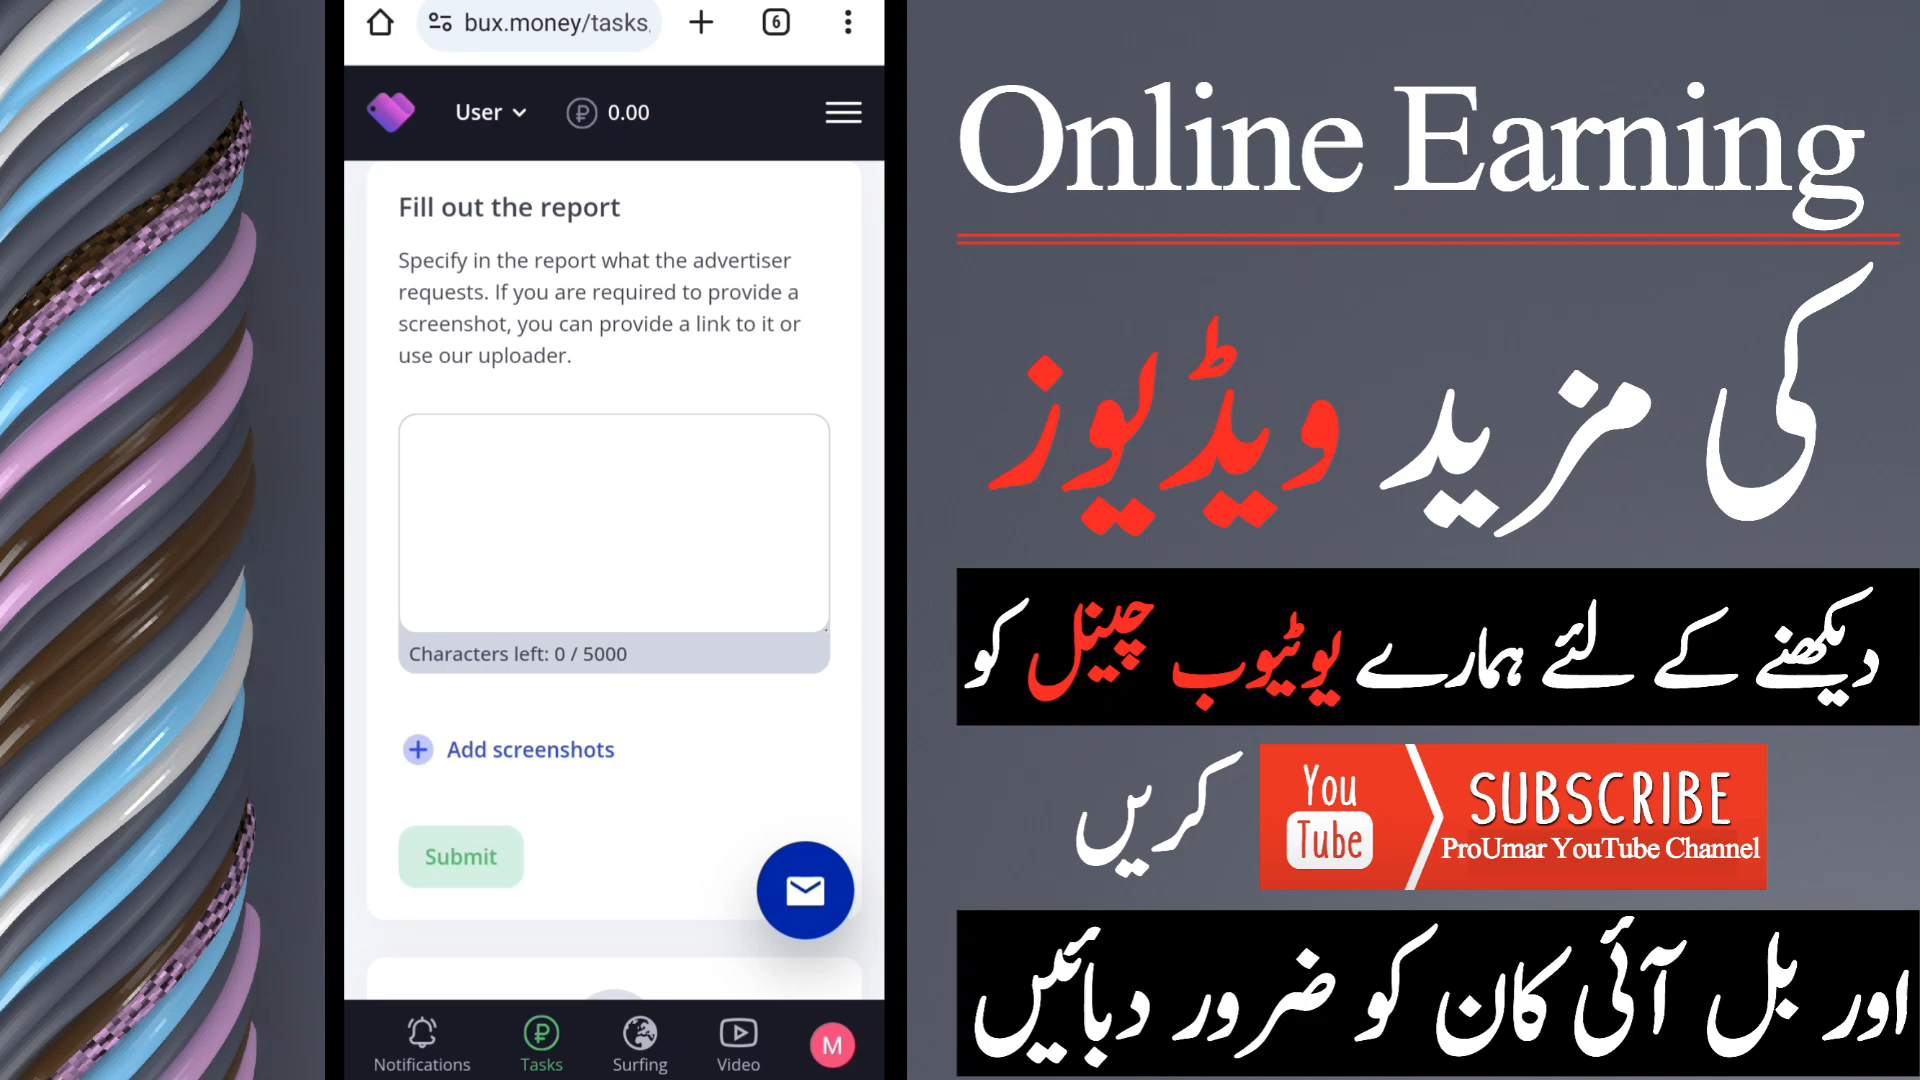 bux.money/tasks
6
User
0.00
Fill out the report
Specify in the report what the advertiser
requests. If you are required to provide a
screenshot, you can provide a link to it or
use our uploader.
Characters left: 0 / 5000
Add screenshots
Submit
Notifications
Tasks
Surfing
Video
M
Online Earning
کی مزید ویڈیوز
دیکھنے کے لئے ہمارے یوٹیوب چینل کو
You
Tube
SUBSCRIBE
ProUmar YouTube Channel
کریں
اور بل آئی کان کو ضرور دبائیں